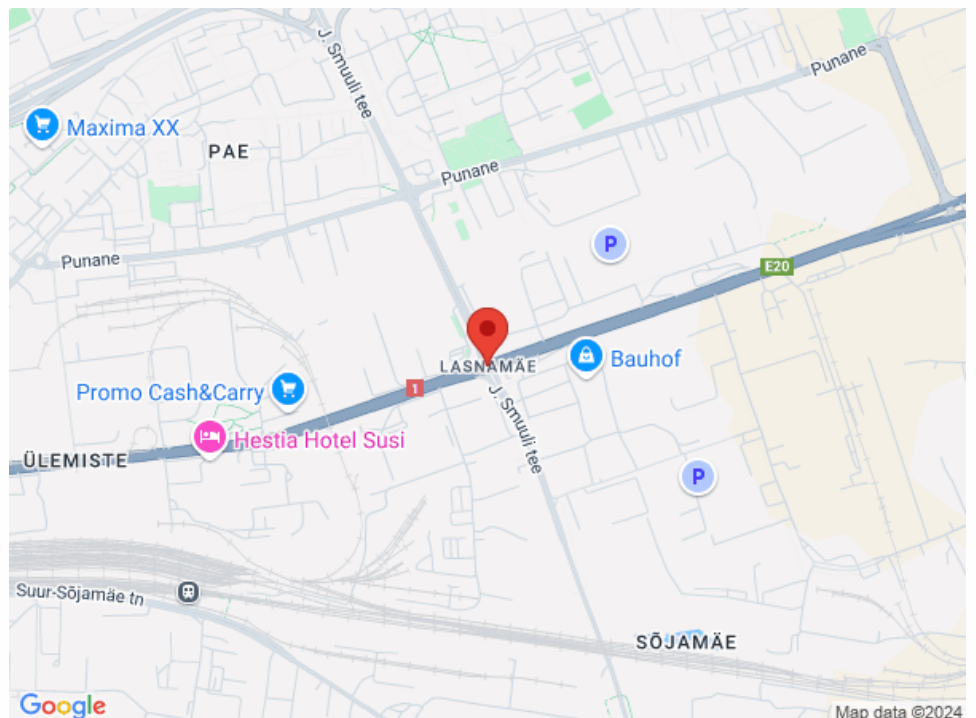 J. Smuuli tee
Punane
Maxima XX
PAE
Punane
Punane
P
E20
LASNAMÄE
Bauhof
1
Promo Cash&Carry
J. Smuuli tee
Hestia Hotel Susi
ÜLEMISTE
P
Suur-Sõjamäe tn
SÕJAMÄE
Google
Map data ©2024